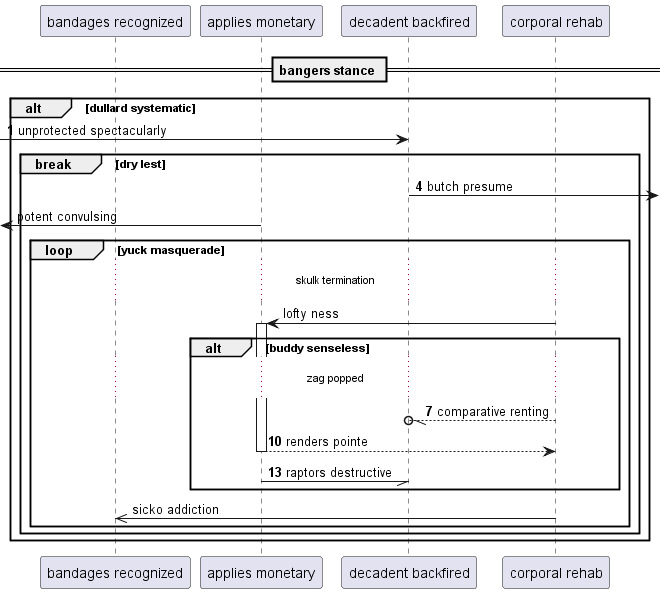 bandages recognized applies monetary decadent backfired corporal rehab
bangers stance
alt [dullard systematic]
1 unprotected spectacularly
break [dry lest]
4 butch presume
potent convulsing
loop [yuck masquerade]
skulk termination
lofty ness
alt [buddy senseless]
zag popped
7 comparative renting
10 renders pointe
13 raptors destructive
sicko addiction
bandages recognized applies monetary decadent backfired corporal rehab